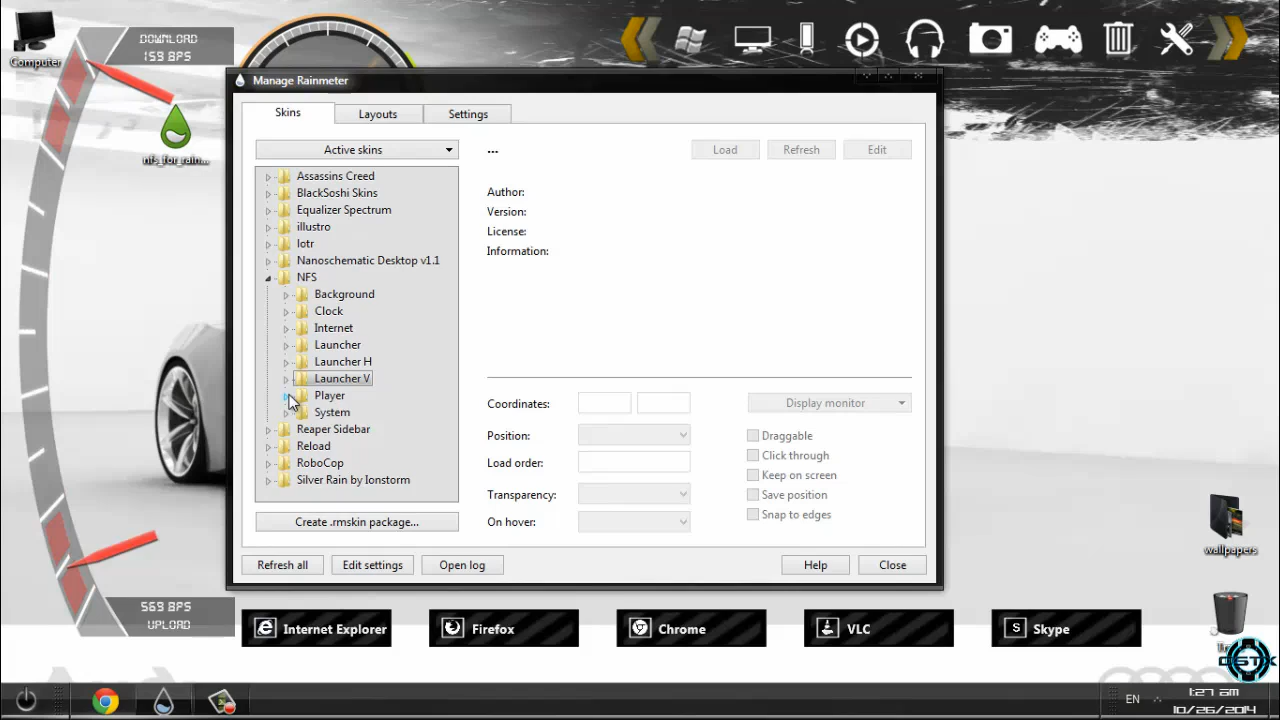 DOWNLOAD
153 BPS
Computer
nfs_for_rain...
Manage Rainmeter
Skins
Layouts
Settings
Active skins
...
Load
Refresh
Edit
Assassins Creed
BlackSoshi Skins
Equalizer Spectrum
illustro
lotr
Nanoschematic Desktop v1.1
NFS
Background
Clock
Internet
Launcher
Launcher H
Launcher V
Player
System
Reaper Sidebar
Reload
RoboCop
Silver Rain by Ionstorm
Author:
Version:
License:
Information:
Coordinates:
Display monitor
Position:
Draggable
Click through
Load order:
Keep on screen
Transparency:
Save position
On hover:
Snap to edges
Create .rmskin package...
Refresh all
Edit settings
Open log
Help
Close
wallpapers
569 BPS
UPLOAD
Internet Explorer
Firefox
Chrome
VLC
S Skype
EN
1:27 am
10/26/2014